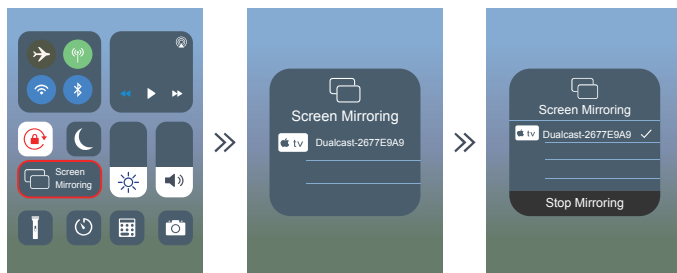 Screen
Mirroring
Screen Mirroring
tv Dualcast-2677E9A9
Screen Mirroring
tv Dualcast-2677E9A9
Stop Mirroring